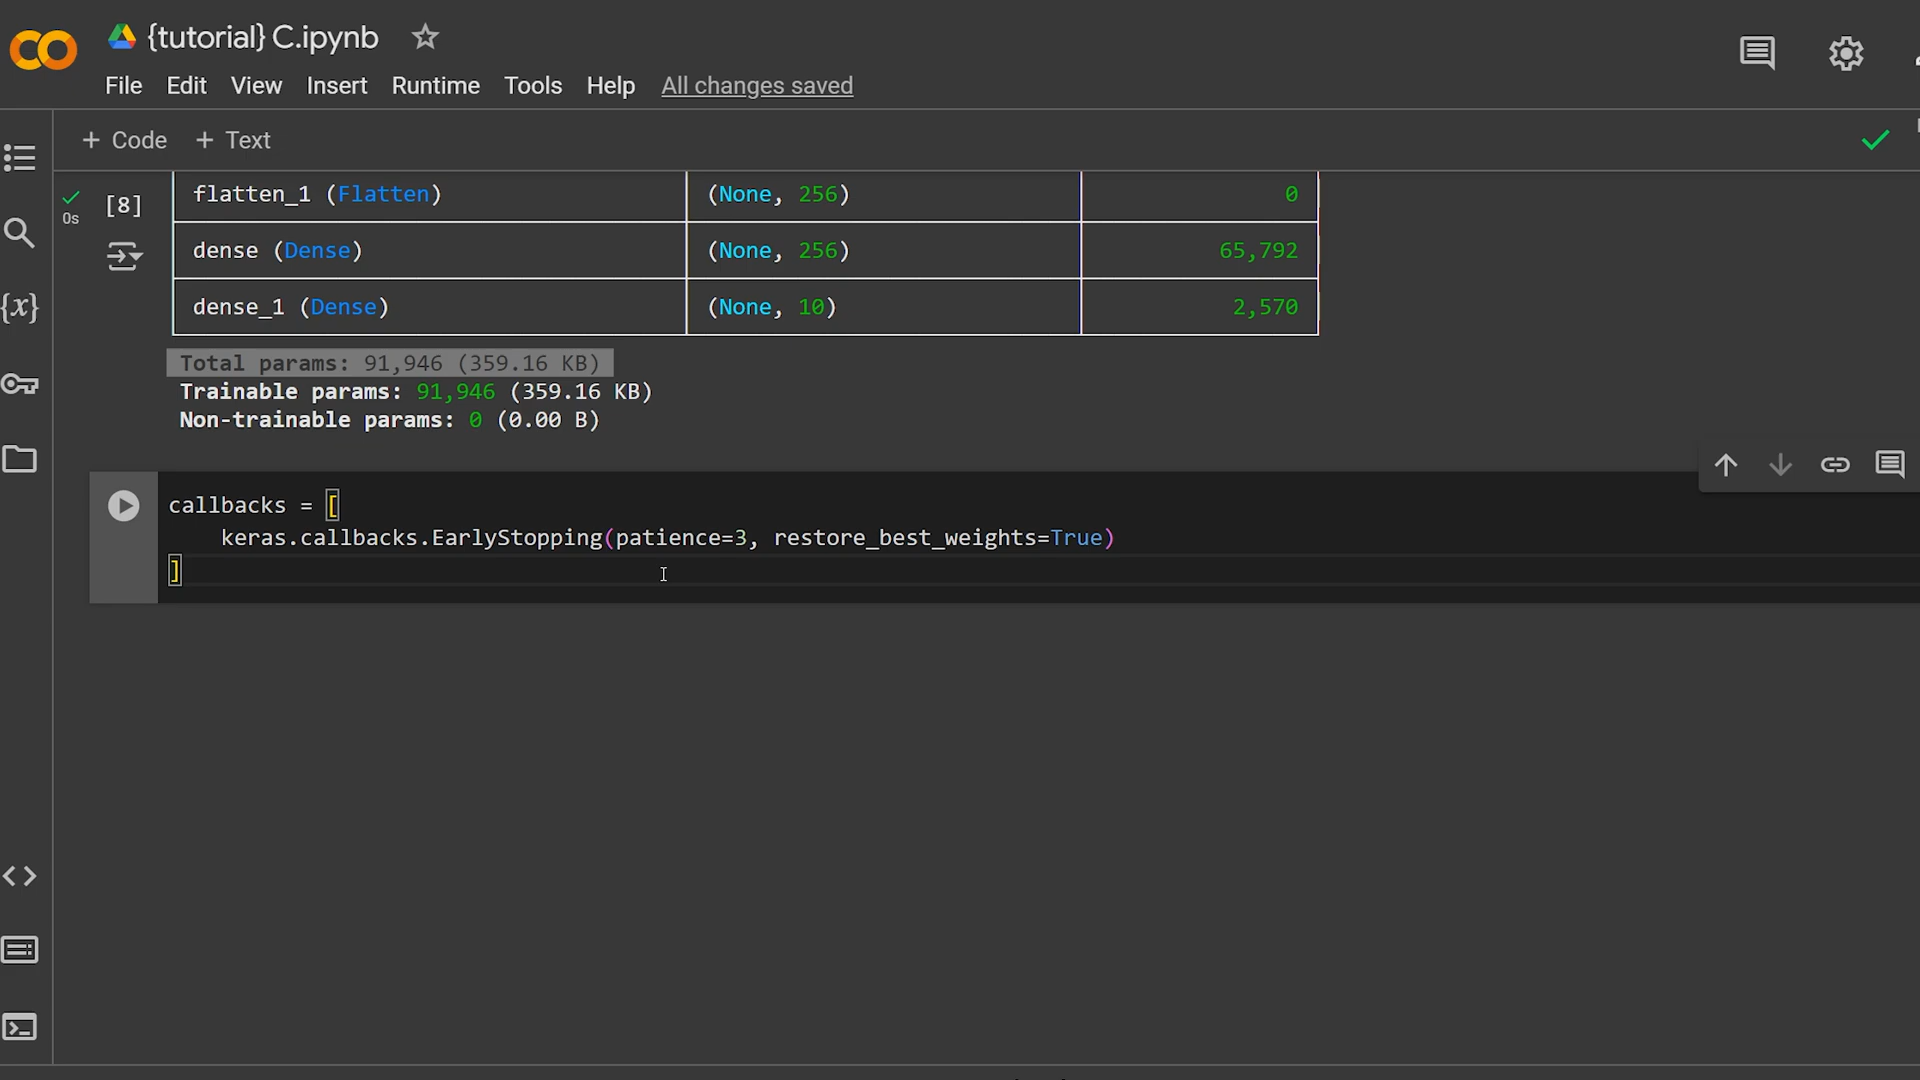 {tutorial} C.ipynb
File Edit View Insert Runtime Tools Help All changes saved
+ Code + Text
0s
[8]
flatten_1 (Flatten) (None, 256) 0
dense (Dense) (None, 256) 65,792
dense_1 (Dense) (None, 10) 2,570
Total params: 91,946 (359.16 KB)
Trainable params: 91,946 (359.16 KB)
Non-trainable params: 0 (0.00 B)
callbacks = [
keras.callbacks.EarlyStopping(patience=3, restore_best_weights=True)
]